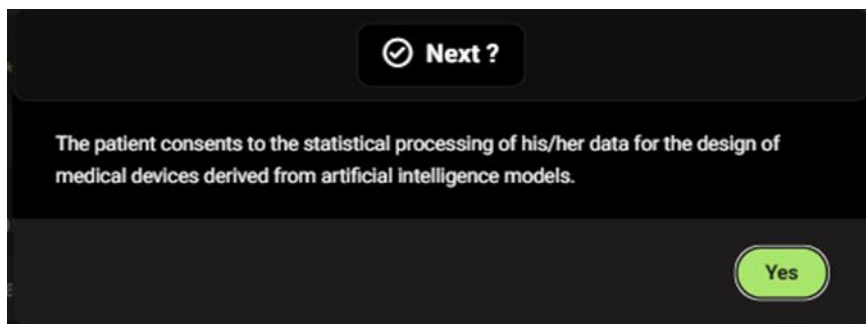 Next ?
The patient consents to the statistical processing of his/her data for the design of
medical devices derived from artificial intelligence models.
Yes